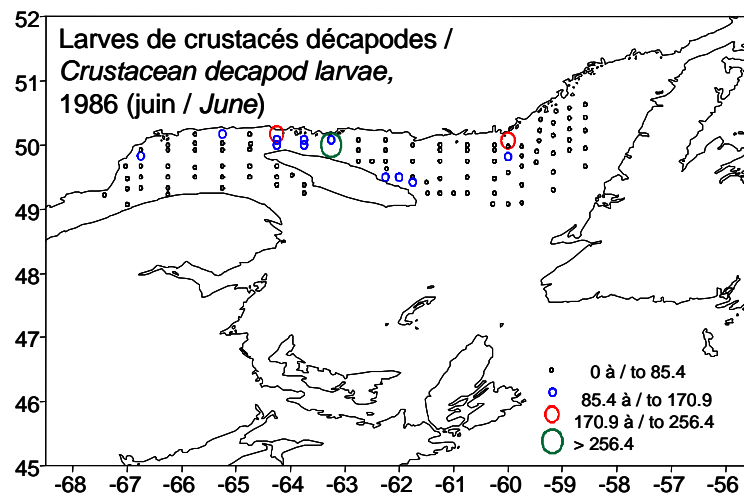 52
Larves de crustacés décapodes /
Crustacean decapod larvae,
1986 (juin / June)
51
50
49
48
47
46
45
0 à / to 85.4
85.4 à / to 170.9
170.9 à / to 256.4
> 256.4
-68 -67 -66 -65 -64 -63 -62 -61 -60 -59 -58 -57 -56